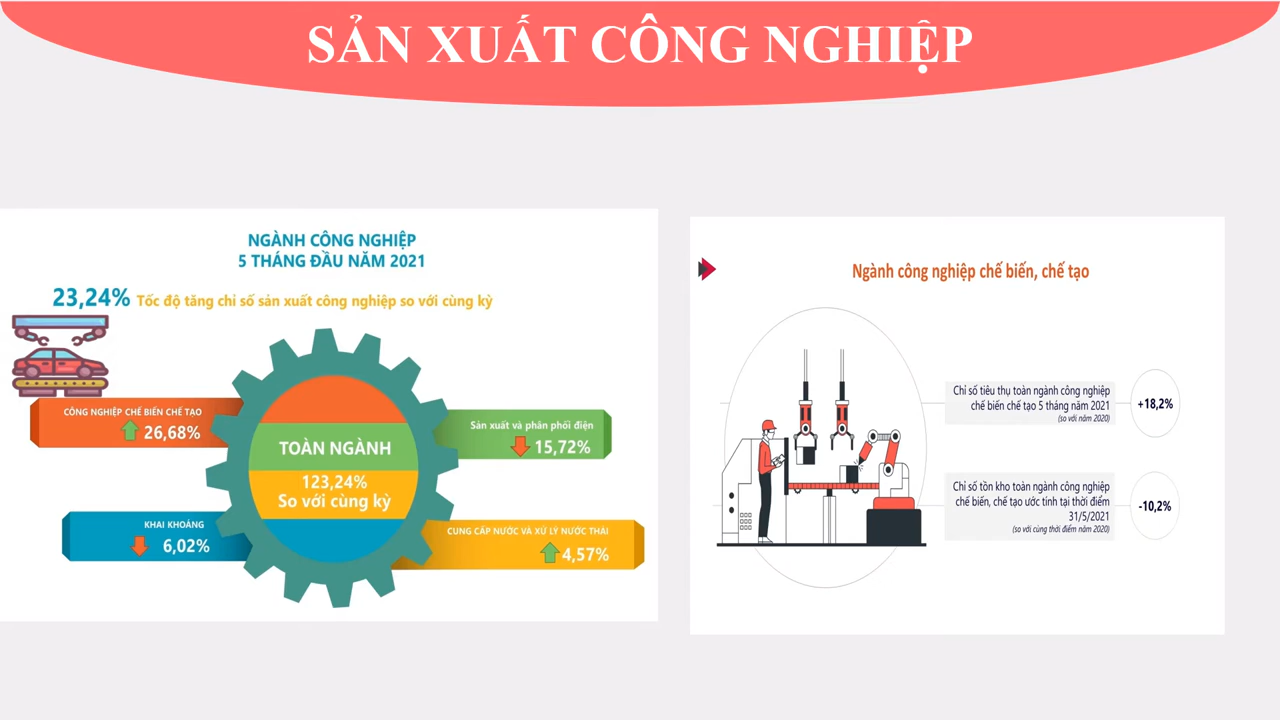 SẢN XUẤT CÔNG NGHIỆP
NGÀNH CÔNG NGHIỆP
5 THÁNG ĐẦU NĂM 2021
23,24% Tốc độ tăng chỉ số sản xuất công nghiệp so với cùng kỳ
CÔNG NGHIỆP CHẾ BIẾN CHẾ TẠO
26,68%
Sản xuất và phân phối điện
15,72%
TOÀN NGÀNH
123,24%
So với cùng kỳ
KHAI KHOÁNG
6,02%
CUNG CẤP NƯỚC VÀ XỬ LÝ NƯỚC THẢI
4,57%
Ngành công nghiệp chế biến, chế tạo
Chỉ số tiêu thụ toàn ngành công nghiệp
chế biến chế tạo 5 tháng năm 2021
(so với năm 2020)
+18,2%
Chỉ số tồn kho toàn ngành công nghiệp
chế biến, chế tạo ước tính tại thời điểm
31/5/2021
(so với cùng thời điểm năm 2020)
-10,2%